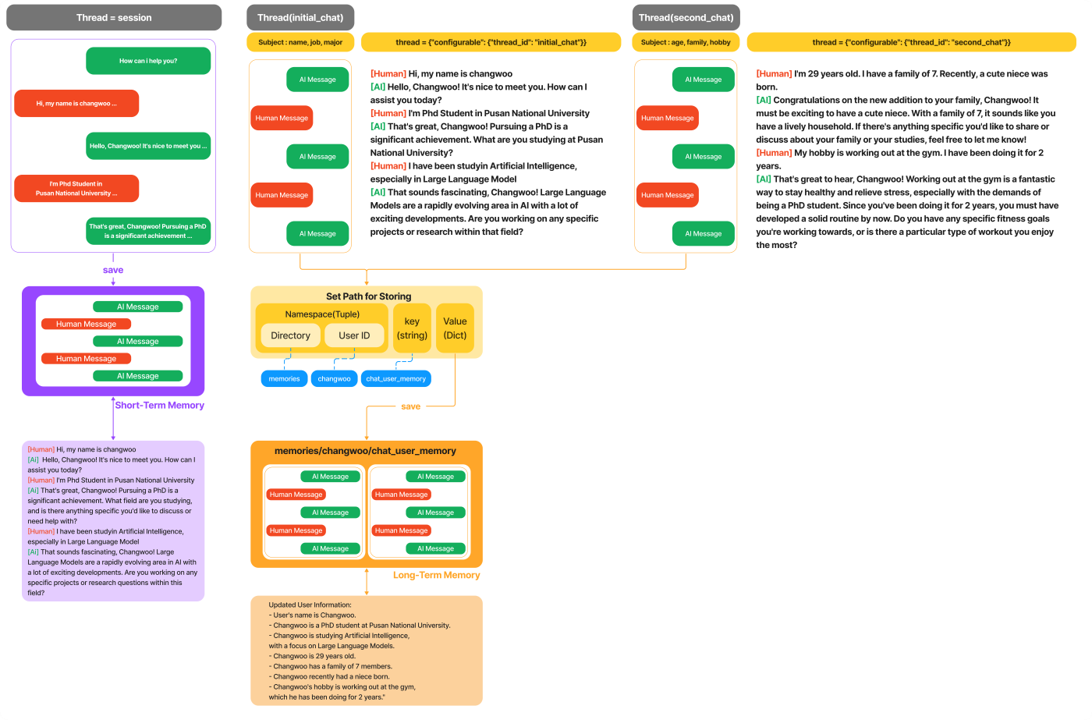 Thread = session
How can i help you?
Hi, my name is changwoo ...
Hello, Changwoo! It's nice to meet you ...
I'm Phd Student in
Pusan National University ...
That's great, Changwoo! Pursuing a PhD
is a significant achievement ...
save
AI Message
Human Message
AI Message
Human Message
AI Message
Short-Term Memory
[Human] Hi, my name is changwoo
[Ai] Hello, Changwoo! It's nice to meet you. How can I
assist you today?
[Human] I'm Phd Student in Pusan National University
[Ai] That's great, Changwoo! Pursuing a PhD is a
significant achievement. What field are you studying,
and is there anything specific you'd like to discuss or
need help with?
[Human] I have been studyin Artificial Intelligence,
especially in Large Language Model
[Ai] That sounds fascinating, Changwoo! Large
Language Models are a rapidly evolving area in AI with
a lot of exciting developments. Are you working on any
specific projects or research questions within this
field?
Thread(initial_chat)
Subject : name, job, major
thread = {"configurable": {"thread_id": "initial_chat"}}
AI Message
Human Message
AI Message
Human Message
AI Message
[Human] Hi, my name is changwoo
[AI] Hello, Changwoo! It's nice to meet you. How can I
assist you today?
[Human] I'm Phd Student in Pusan National University
[AI] That's great, Changwoo! Pursuing a PhD is a
significant achievement. What are you studying at Pusan
National University?
[Human] I have been studyin Artificial Intelligence,
especially in Large Language Model
[AI] That sounds fascinating, Changwoo! Large Language
Models are a rapidly evolving area in AI with a lot of
exciting developments. Are you working on any specific
projects or research within that field?
Thread(second_chat)
Subject : age, family, hobby
thread = {"configurable": {"thread_id": "second_chat"}}
AI Message
Human Message
AI Message
Human Message
AI Message
[Human] I'm 29 years old. I have a family of 7. Recently, a cute niece was
born.
[AI] Congratulations on the new addition to your family, Changwoo! It
must be exciting to have a cute niece. With a family of 7, it sounds like you
have a lively household. If there's anything specific you'd like to share or
discuss about your family or your studies, feel free to let me know!
[Human] My hobby is working out at the gym. I have been doing it for 2
years.
[AI] That's great to hear, Changwoo! Working out at the gym is a fantastic
way to stay healthy and relieve stress, especially with the demands of
being a PhD student. Since you've been doing it for 2 years, you must have
developed a solid routine by now. Do you have any specific fitness goals
you're working towards, or is there a particular type of workout you enjoy
the most?
Set Path for Storing
Namespace(Tuple)
Directory
User ID
key
(string)
Value
(Dict)
memories
changwoo
chat_user_memory
save
memories/changwoo/chat_user_memory
AI Message
Human Message
AI Message
Human Message
AI Message
AI Message
Human Message
AI Message
Human Message
AI Message
Long-Term Memory
Updated User Information:
- User's name is Changwoo.
- Changwoo is a PhD student at Pusan National University.
- Changwoo is studying Artificial Intelligence,
with a focus on Large Language Models.
- Changwoo is 29 years old.
- Changwoo has a family of 7 members.
- Changwoo recently had a niece born.
- Changwoo's hobby is working out at the gym,
which he has been doing for 2 years."